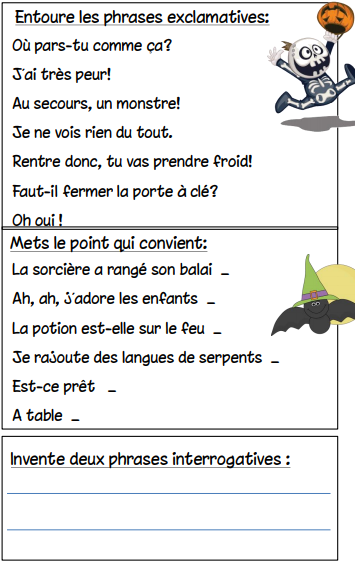 Entoure les phrases exclamatives:
Où pars-tu comme ça?
J'ai très peur!
Au secours, un monstre!
Je ne vois rien du tout.
Rentre donc, tu vas prendre froid!
Faut-il fermer la porte à clé?
Oh oui !
Mets le point qui convient:
La sorcière a rangé son balai _
Ah, ah, j'adore les enfants _
La potion est-elle sur le feu _
Je rajoute des langues de serpents _
Est-ce prêt _
A table _
Invente deux phrases interrogatives :